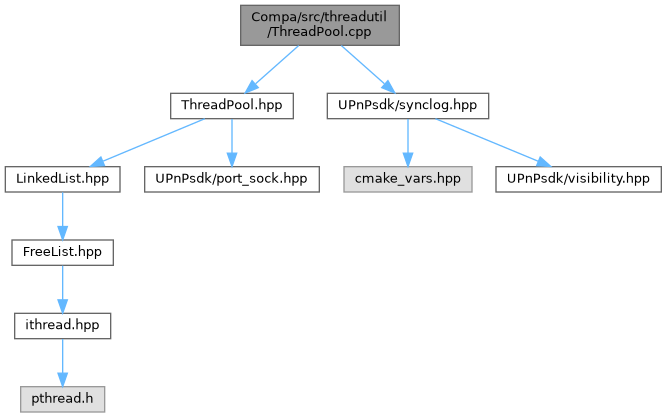 Compa/src/threadutil
/ThreadPool.cpp
ThreadPool.hpp
UPnPsdk/synclog.hpp
LinkedList.hpp
UPnPsdk/port_sock.hpp
cmake_vars.hpp
UPnPsdk/visibility.hpp
FreeList.hpp
ithread.hpp
pthread.h